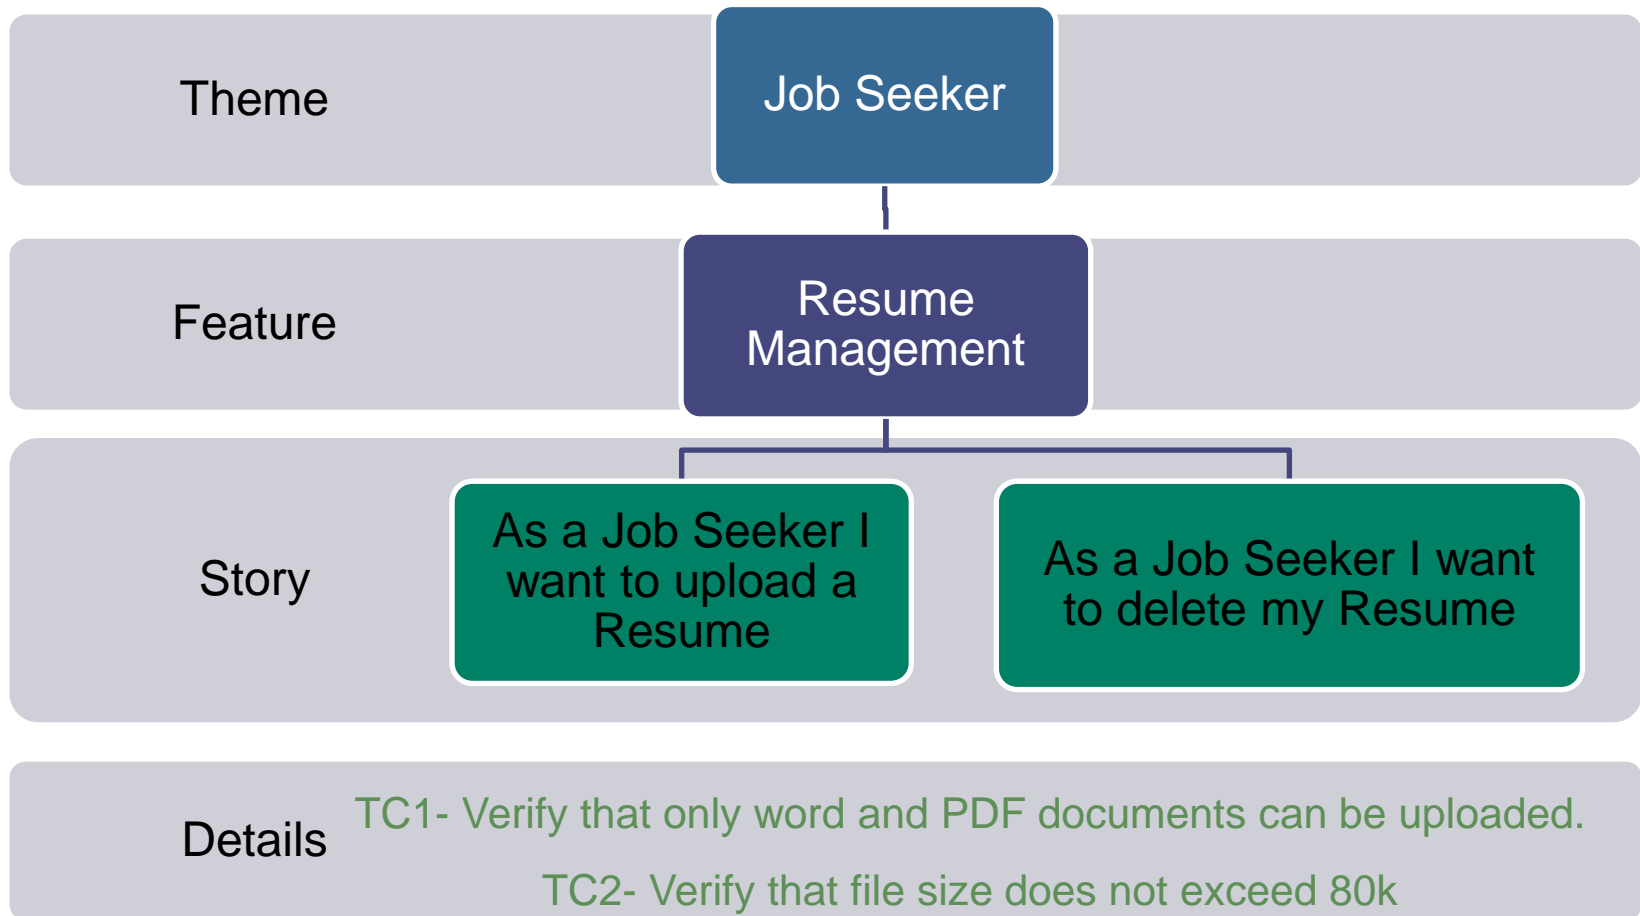 Theme
Job Seeker
Feature
Resume
Management
Story
As a Job Seeker I
want to upload a
Resume
As a Job Seeker I want
to delete my Resume
Details
TC1- Verify that only word and PDF documents can be uploaded.
TC2- Verify that file size does not exceed 80k